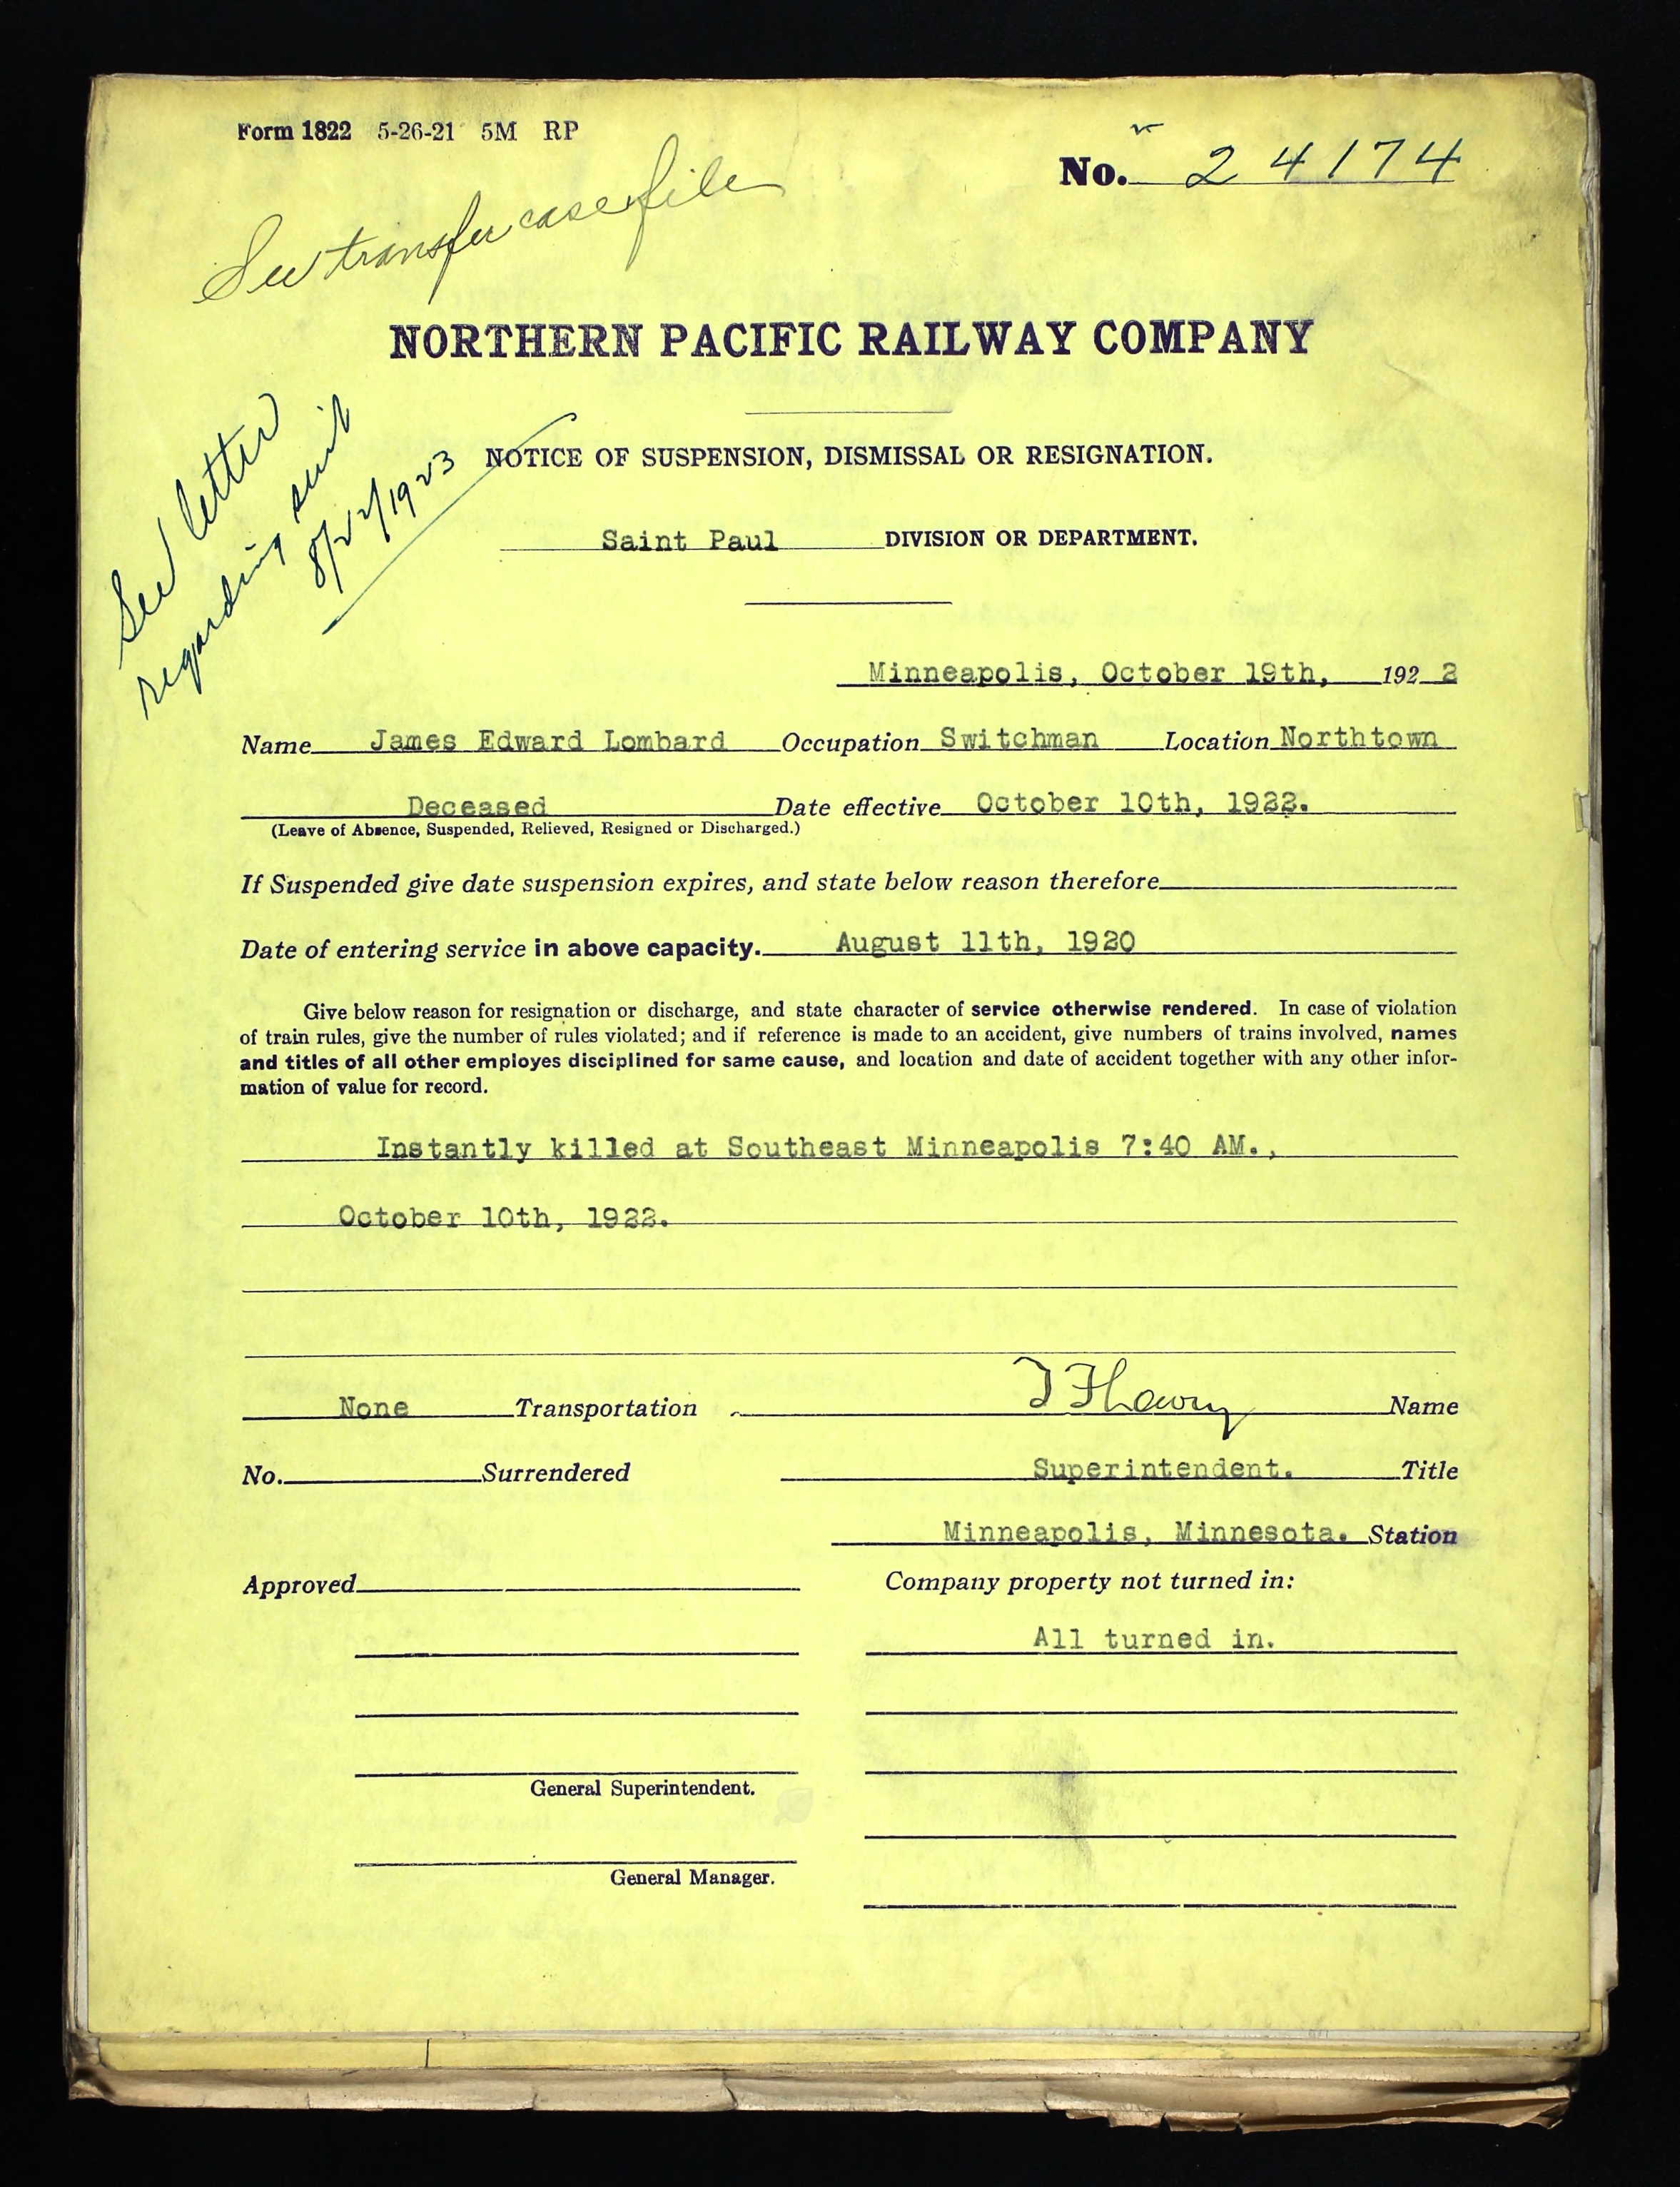 Form 1822 5-26-21 5M RP
No. 24174
See transfer case file
NORTHERN PACIFIC RAILWAY COMPANY
See letter
regarding suit
8/22/1923
NOTICE OF SUSPENSION, DISMISSAL OR RESIGNATION.
Saint Paul DIVISION OR DEPARTMENT.
Minneapolis, October 19th, 1922
Name James Edward Lombard Occupation Switchman Location Northtown
Deceased Date effective October 10th, 1922.
(Leave of Absence, Suspended, Relieved, Resigned or Discharged.)
If Suspended give date suspension expires, and state below reason therefore
Date of entering service in above capacity. August 11th, 1920
Give below reason for resignation or discharge, and state character of service otherwise rendered. In case of violation
of train rules, give the number of rules violated; and if reference is made to an accident, give numbers of trains involved, names
and titles of all other employes disciplined for same cause, and location and date of accident together with any other infor-
mation of value for record.
Instantly killed at Southeast Minneapolis 7:40 AM.,
October 10th, 1922.
None Transportation Name
No. Surrendered Superintendent. Title
Minneapolis, Minnesota. Station
Approved Company property not turned in:
All turned in.
General Superintendent.
General Manager.